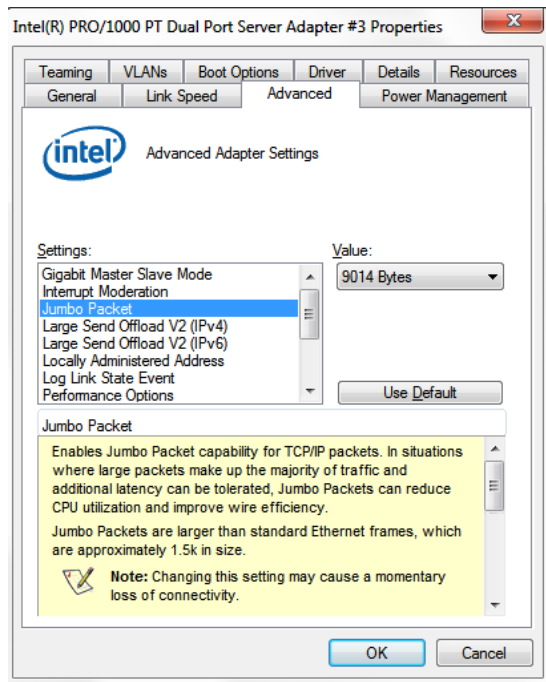 Intel(R) PRO/1000 PT Dual Port Server Adapter #3 Properties
Teaming VLANs Boot Options Driver Details Resources
General Link Speed Advanced Power Management
intel Advanced Adapter Settings
Settings: Value:
Gigabit Master Slave Mode
9014 Bytes
Interrupt Moderation
Jumbo Packet
Large Send Offload V2 (IPv4)
Large Send Offload V2 (IPv6)
Locally Administered Address
Log Link State Event
Performance Options
Use Default
Jumbo Packet
Enables Jumbo Packet capability for TCP/IP packets. In situations
where large packets make up the majority of traffic and
additional latency can be tolerated, Jumbo Packets can reduce
CPU utilization and improve wire efficiency.
Jumbo Packets are larger than standard Ethernet frames, which
are approximately 1.5k in size.
Note: Changing this setting may cause a momentary
loss of connectivity.
OK Cancel